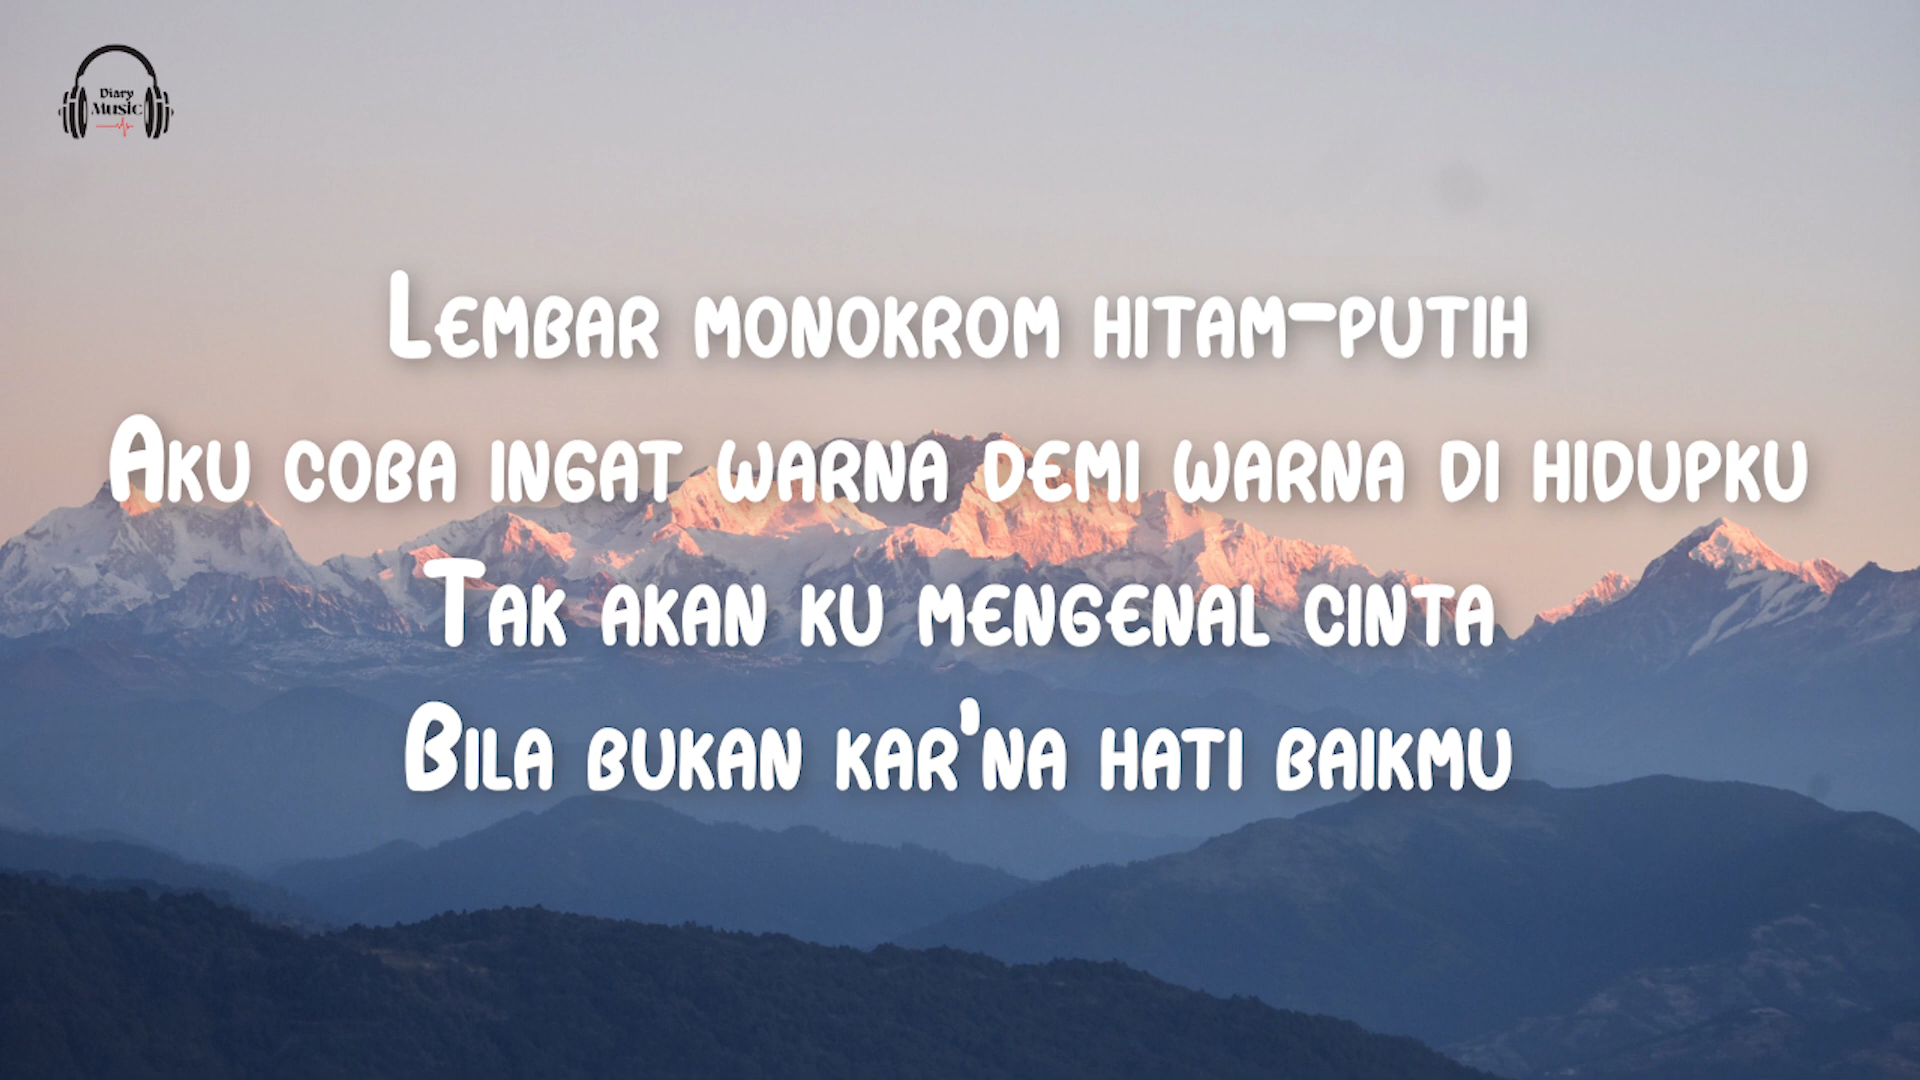 Diary
Music
Lembar monokrom hitam-putih
Aku coba ingat warna demi warna di hidupku
Tak akan ku mengenal cinta
Bila bukan kar'na hati baikmu